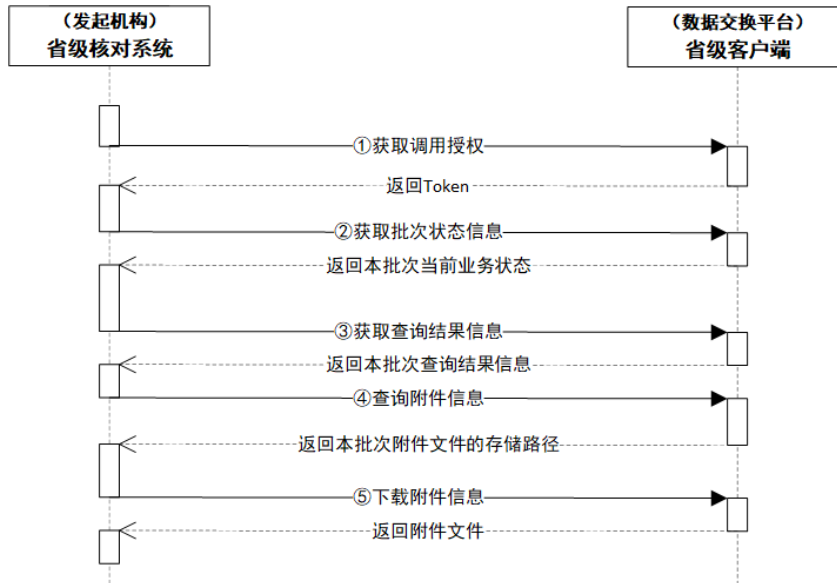 （发起机构）
省级核对系统
（数据交换平台）
省级客户端
①获取调用授权
返回Token
②获取批次状态信息
返回本批次当前业务状态
③获取查询结果信息
返回本批次查询结果信息
④查询附件信息
返回本批次附件文件的存储路径
⑤下载附件信息
返回附件文件